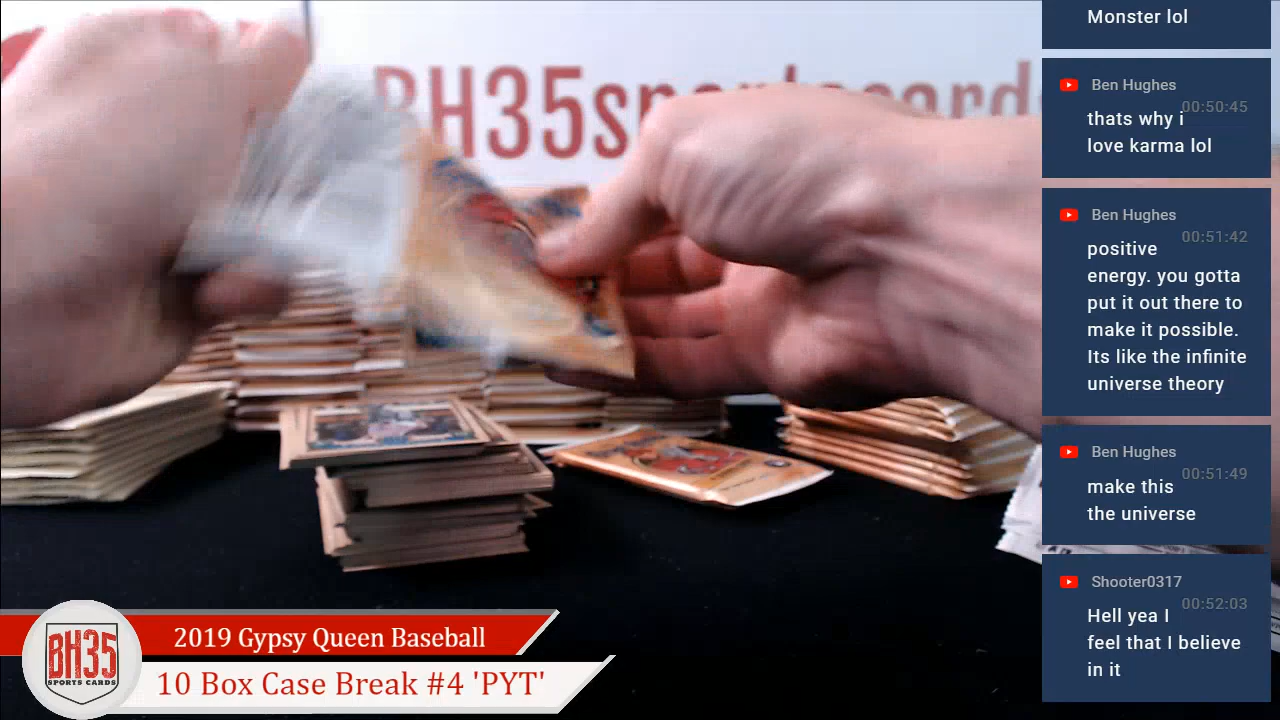 BH35sportscards
Monster lol
Ben Hughes
00:50:45
thats why i
love karma lol
Ben Hughes
00:51:42
positive
energy. you gotta
put it out there to
make it possible.
Its like the infinite
universe theory
Ben Hughes
00:51:49
make this
the universe
Shooter0317
00:52:03
Hell yea I
feel that I believe
in it
BH35
SPORTS CARDS
2019 Gypsy Queen Baseball
10 Box Case Break #4 'PYT'